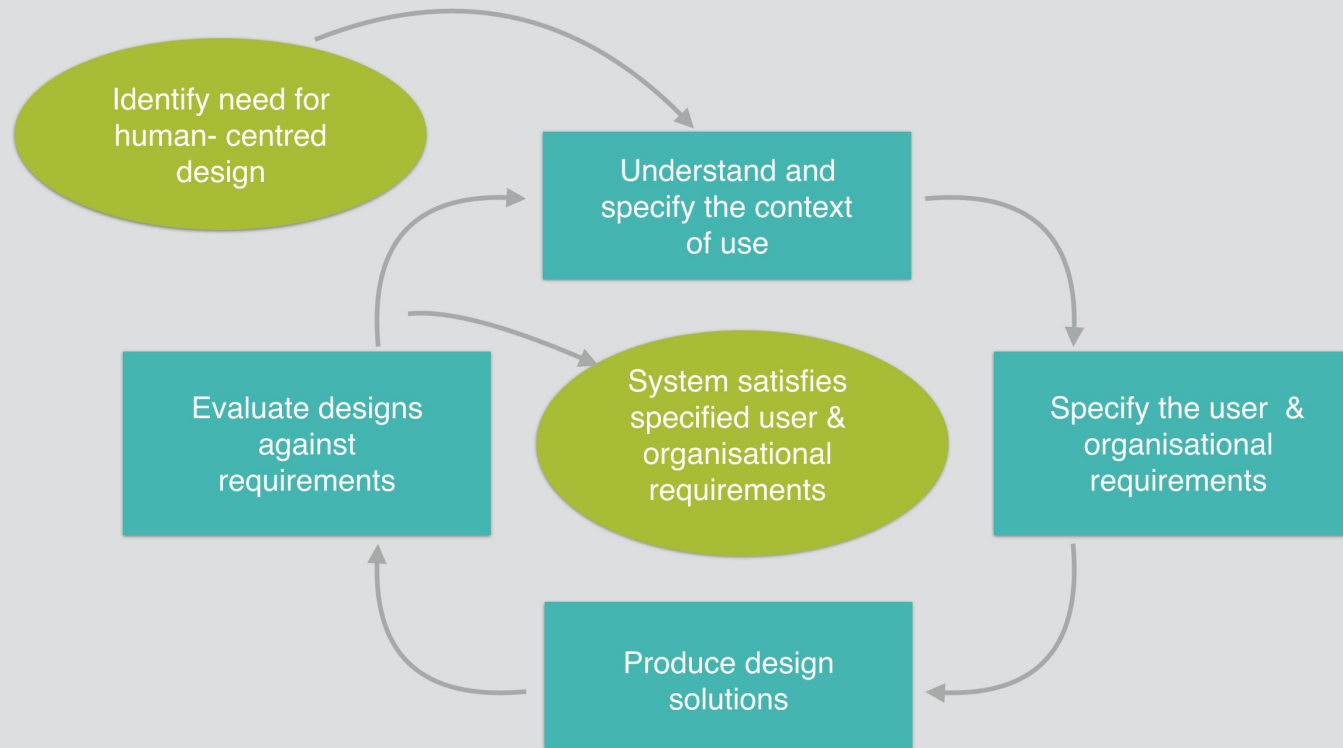 Identify need for
human- centred
design
Understand and
specify the context
of use
Evaluate designs
against
requirements
System satisfies
specified user &
organisational
requirements
Specify the user  &
organisational
requirements
Produce design
solutions